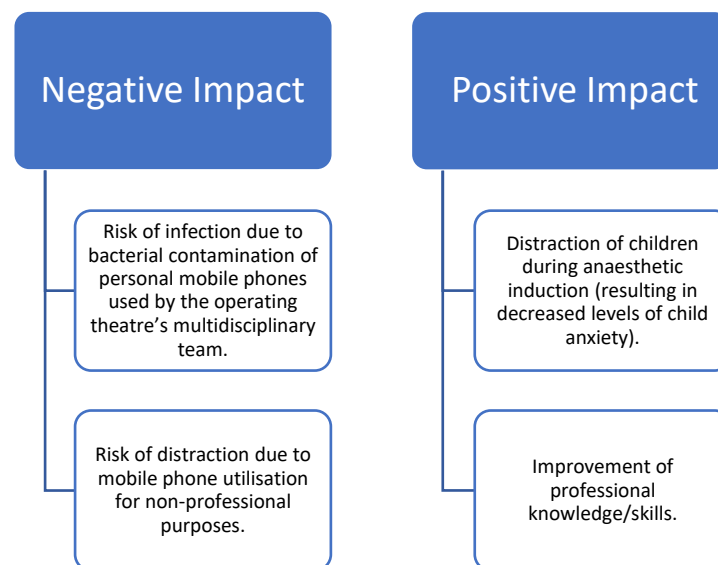 Negative Impact
Risk of infection due to
bacterial contamination of
personal mobile phones
used by the operating
theatre’s multidisciplinary
team.
Risk of distraction due to
mobile phone utilisation
for non-professional
purposes.
Positive Impact
Distraction of children
during anaesthetic
induction (resulting in
decreased levels of child
anxiety).
Improvement of
professional
knowledge/skills.